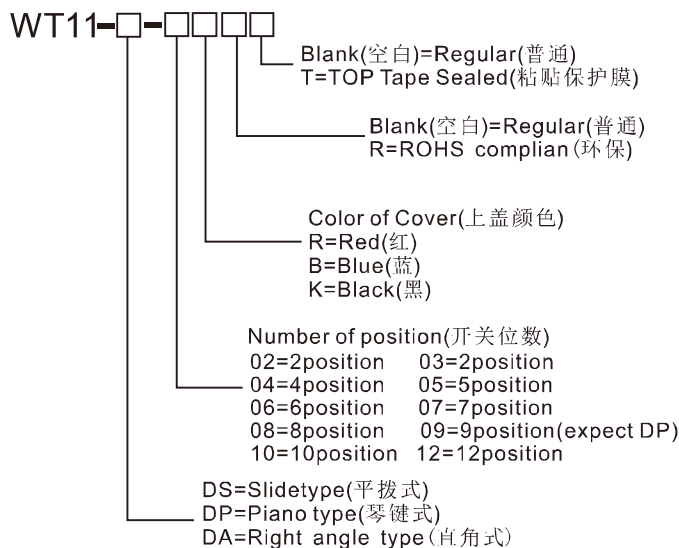 WT11-□-□□□□
Blank(空白)=Regular(普通)
T=TOP Tape Sealed(粘贴保护膜)
Blank(空白)=Regular(普通)
R=ROHS complian(环保)
Color of Cover(上盖颜色)
R=Red(红)
B=Blue(蓝)
K=Black(黑)
Number of position(开关位数)
02=2position 03=2position
04=4position 05=5position
06=6position 07=7position
08=8position 09=9position(expect DP)
10=10position 12=12position
DS=Slidetype(平拨式)
DP=Piano type(琴键式)
DA=Right angle type(直角式)